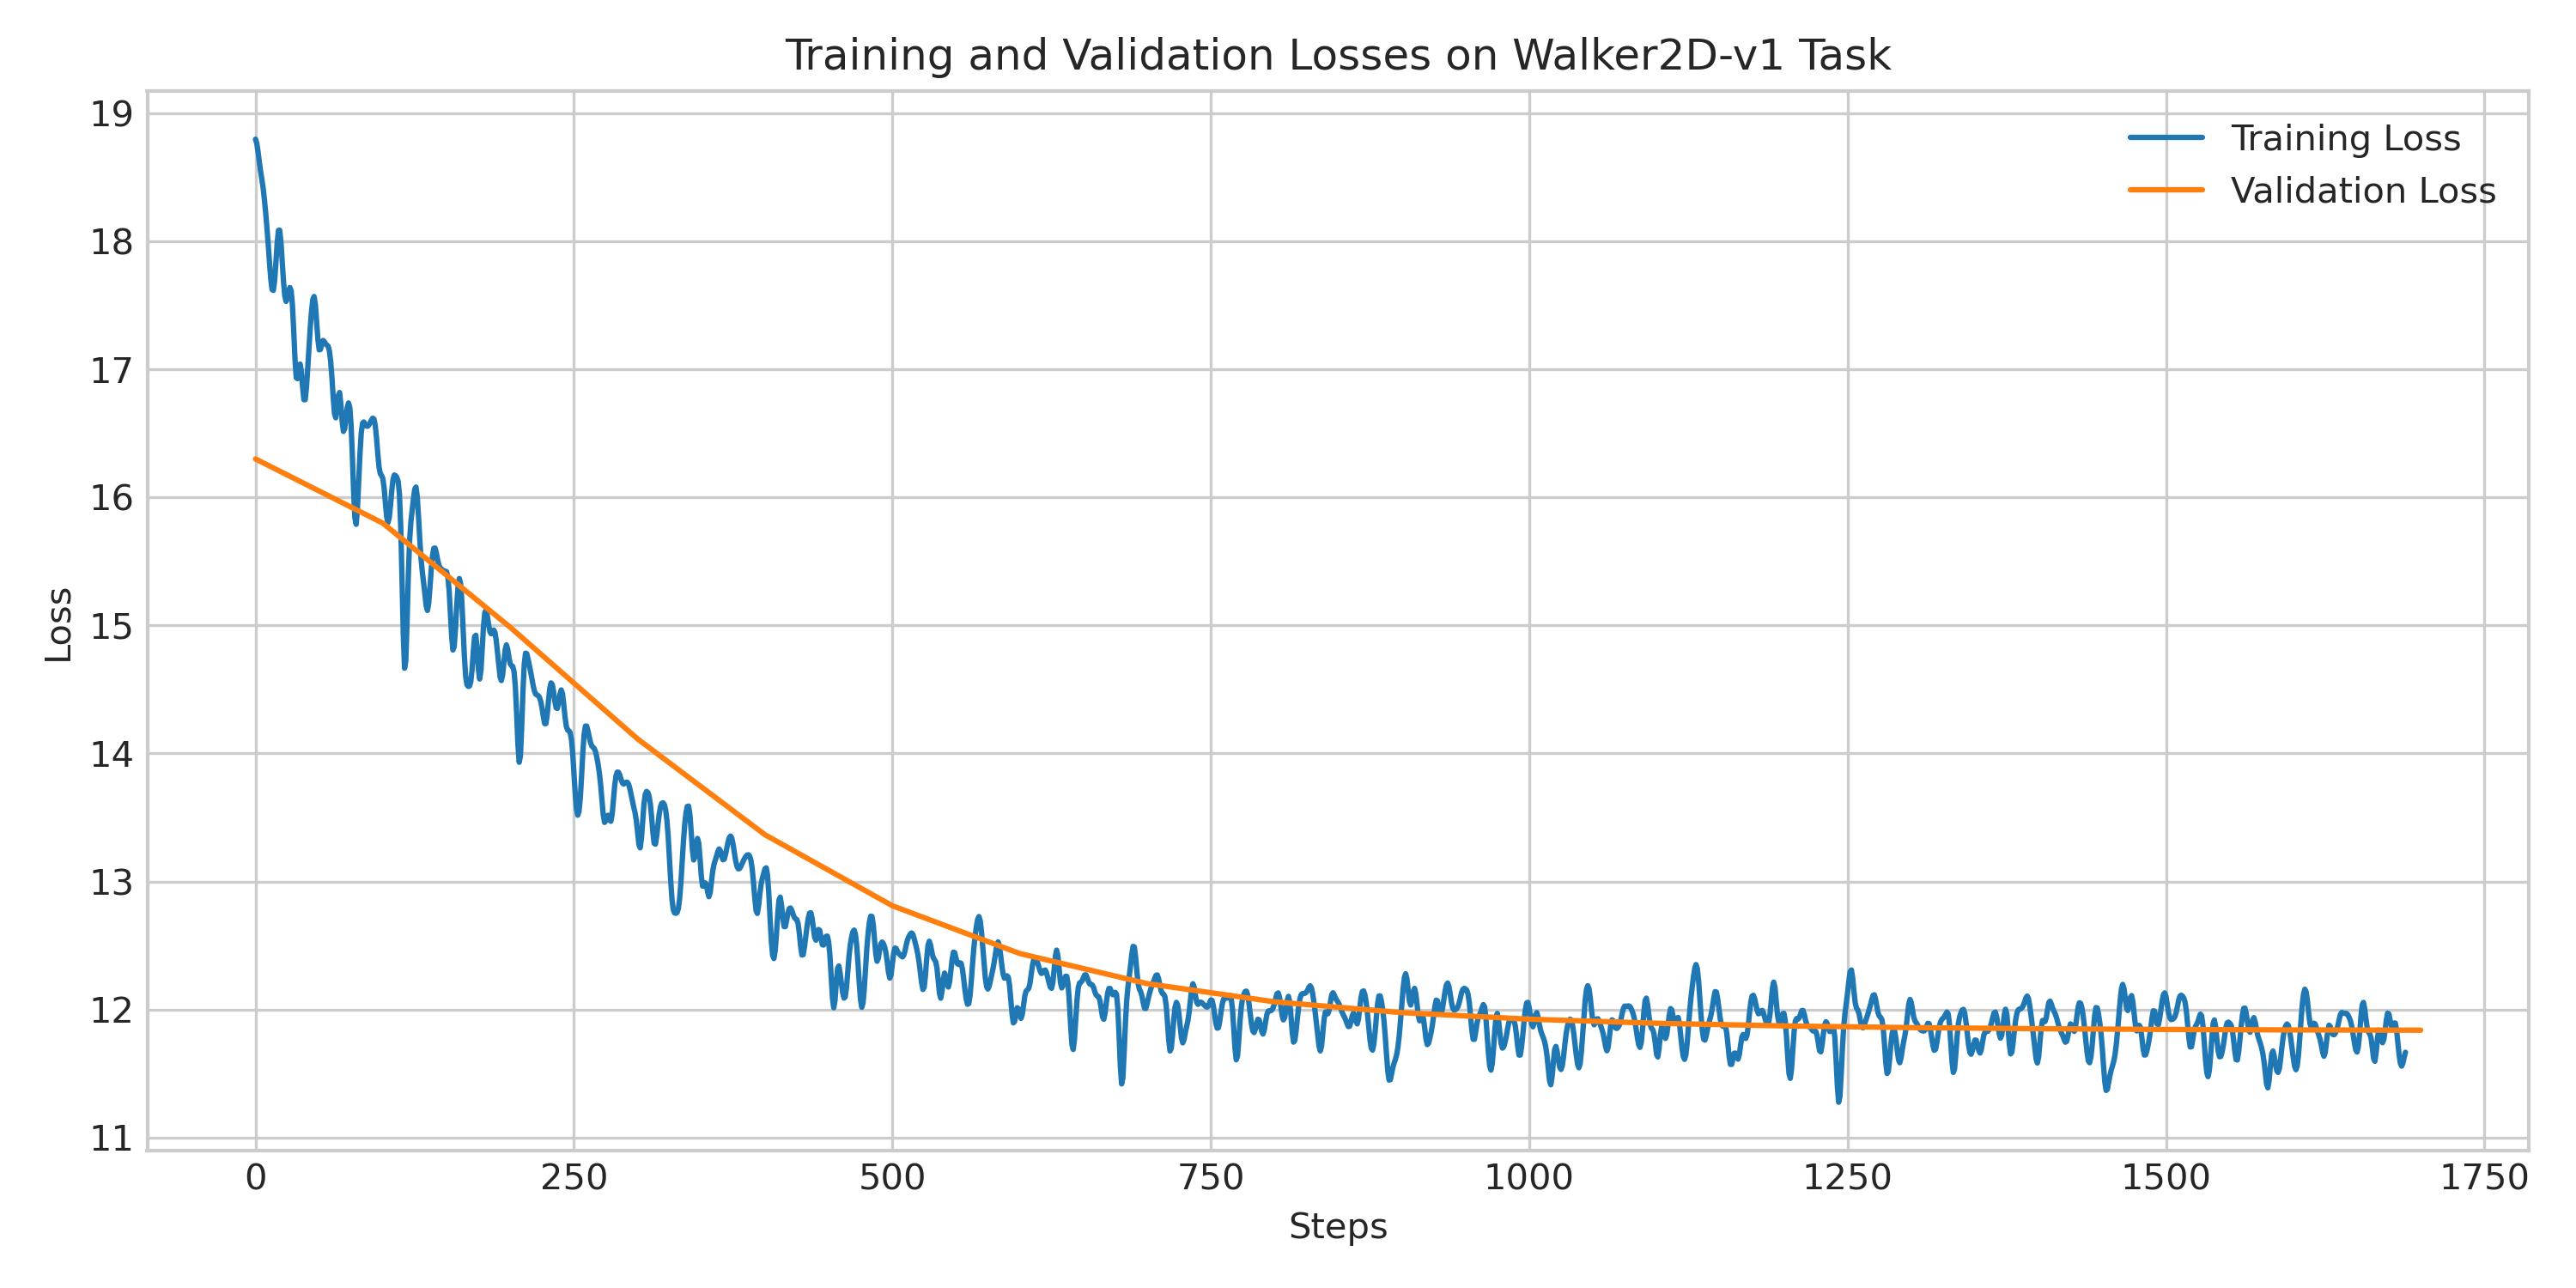 Training and Validation Losses on Walker2D-v1 Task
Training Loss
Validation Loss
Loss
19
18
17
16
15
14
13
12
11
0 250 500 750 1000 1250 1500 1750
Steps